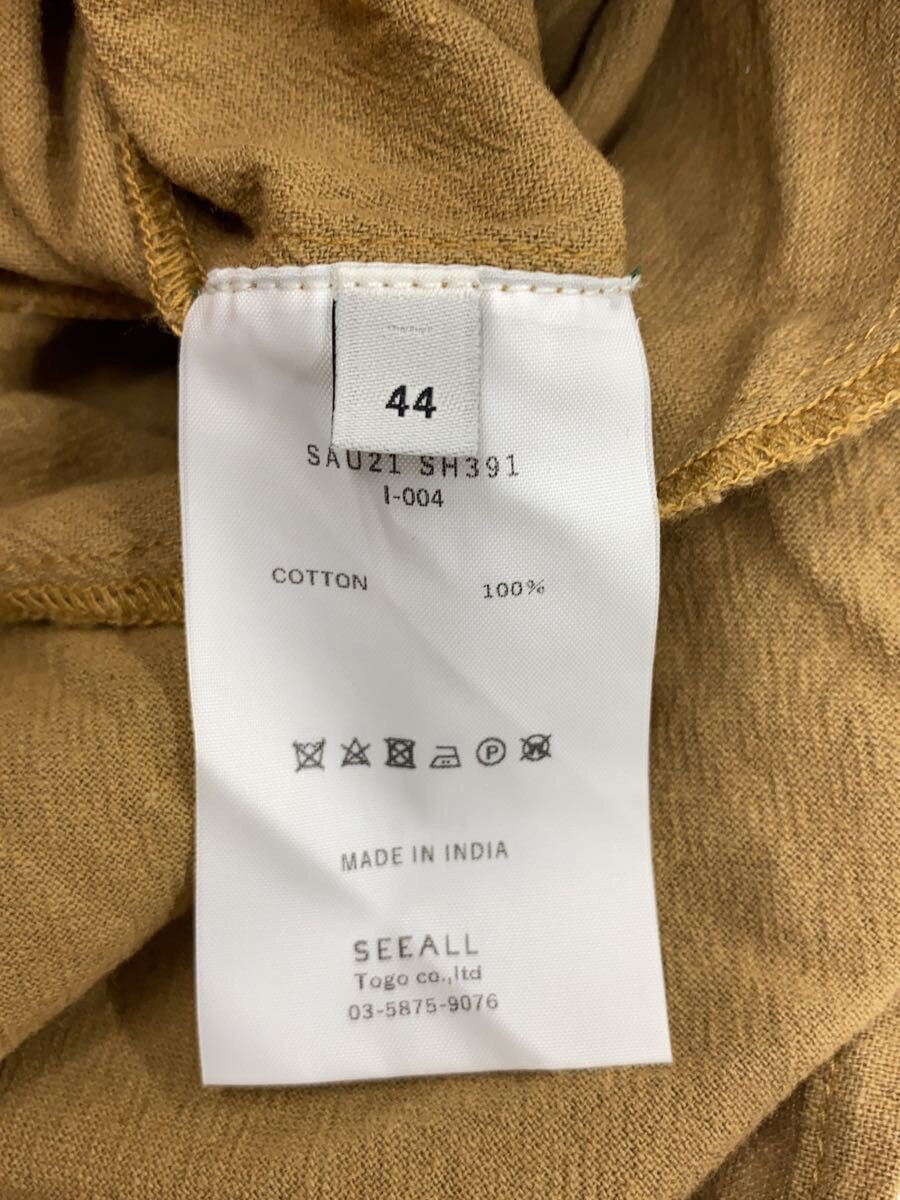 44
SAU21 SH391
I-004
COTTON 100%
P W
MADE IN INDIA
SEEALL
Togo co.,ltd
03-5875-9076